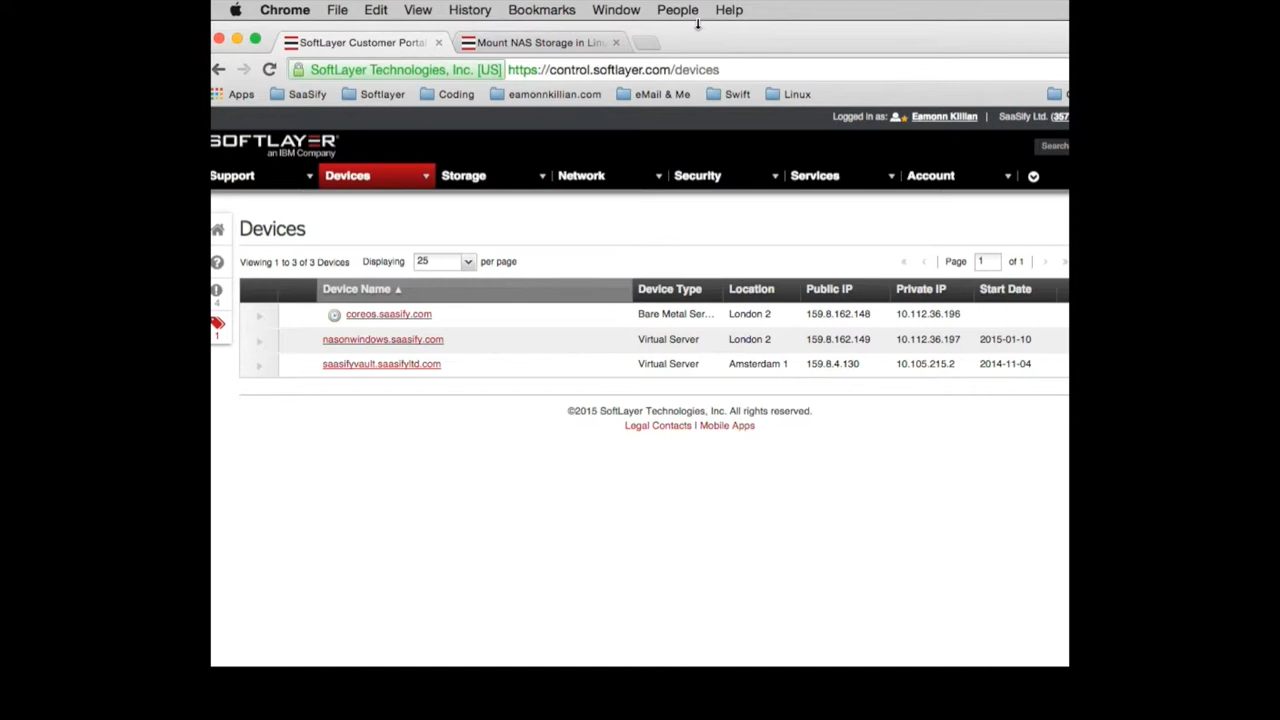 Chrome File Edit View History Bookmarks Window People Help
SoftLayer Customer Portal Mount NAS Storage in Linu
SoftLayer Technologies, Inc. [US] https://control.softlayer.com/devices
Apps SaaSify Softlayer Coding eamonnkillian.com eMail & Me Swift Linux
Logged in as: Eamonn Killian | SaaSify Ltd. (357
SOFTLAYER
an IBM Company
Search
Support Devices Storage Network Security Services Account
Devices
Viewing 1 to 3 of 3 Devices Displaying 25 per page Page 1 of 1
Device Name Device Type Location Public IP Private IP Start Date
4
1
coreos.saasify.com Bare Metal Ser... London 2 159.8.162.148 10.112.36.196
nasonwindows.saasify.com Virtual Server London 2 159.8.162.149 10.112.36.197 2015-01-10
saasifyvault.saasifyltd.com Virtual Server Amsterdam 1 159.8.4.130 10.105.215.2 2014-11-04
©2015 SoftLayer Technologies, Inc. All rights reserved.
Legal Contacts | Mobile Apps